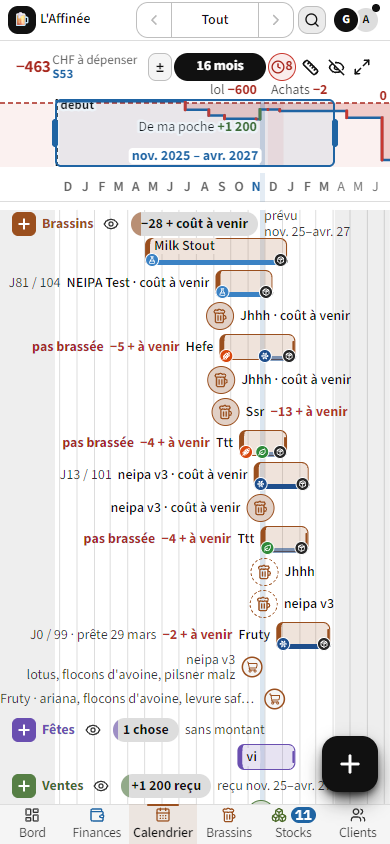 L'Affinée
Tout
G
A
−463 CHF à dépenser
S53
±
16 mois
8
lol −600
Achats −2
0
début
De ma poche +1 200
nov. 2025 – avr. 2027
D J F M A M J J A S O N D J F M A M J
Brassins
−28 + coût à venir
prévu
nov. 25–avr. 27
Milk Stout
J81 / 104 NEIPA Test · coût à venir
Jhhh · coût à venir
pas brassée −5 + à venir Hefe
Jhhh · coût à venir
Ssr −13 + à venir
pas brassée −4 + à venir Ttt
J13 / 101 neipa v3 · coût à venir
neipa v3 · coût à venir
pas brassée −4 + à venir Ttt
Jhhh
neipa v3
J0 / 99 · prête 29 mars −2 + à venir Fruty
neipa v3
lotus, flocons d'avoine, pilsner malz
Fruty · ariana, flocons d'avoine, levure saf…
Fêtes
1 chose
sans montant
vi
Ventes
+1 200 reçu
reçu nov. 25–avr. 2
Bord
Finances
Calendrier
Brassins
11
Stocks
Clients